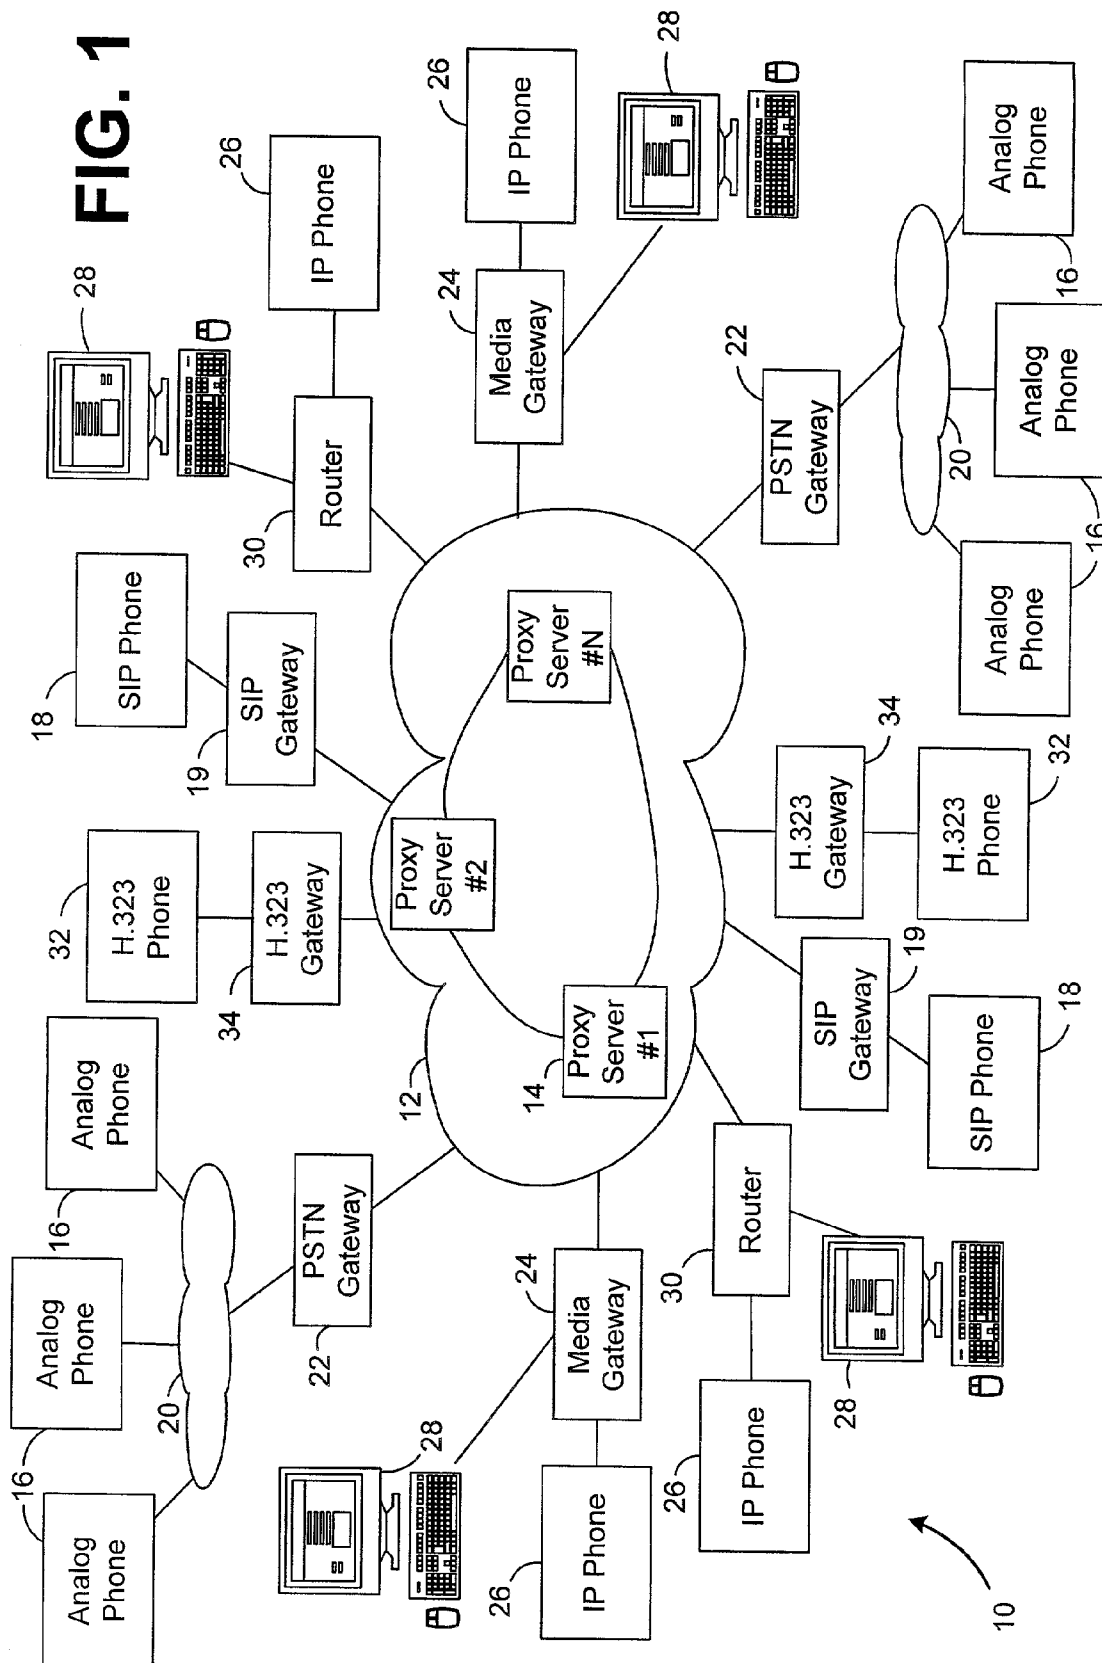 FIG. 1
Analog
Phone
16
Analog
Phone
16
Analog
Phone
20
32
H.323
Phone
18
SIP Phone
28
22
PSTN
Gateway
34
H.323
Gateway
19
SIP
Gateway
30
Router
26
IP Phone
28
12
Proxy
Server
#2
24
Media
Gateway
26
IP Phone
26
IP Phone
24
Media
Gateway
14
Proxy
Server
#1
Proxy
Server
#N
28
26
IP Phone
30
Router
22
PSTN
Gateway
28
SIP
Gateway
19
H.323
Gateway
34
20
SIP Phone
18
H.323
Phone
32
Analog
Phone
16
Analog
Phone
16
Analog
Phone
10